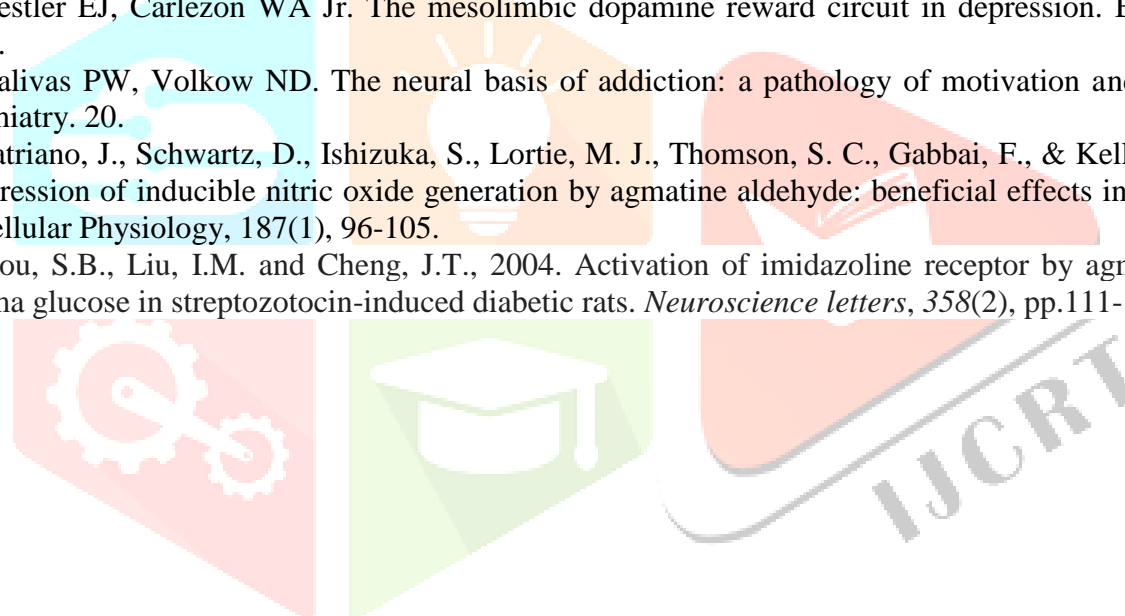 estler EJ, Carlezon WA Jr. The mesolimbic dopamine reward circuit in depression.
.
alivas PW, Volkow ND. The neural basis of addiction: a pathology of motivation and
hiatry. 20.
atriano, J., Schwartz, D., Ishizuka, S., Lortie, M. J., Thomson, S. C., Gabbai, F., & Kell
ression of inducible nitric oxide generation by agmatine aldehyde: beneficial effects in
ellular Physiology, 187(1), 96-105.
ou, S.B., Liu, I.M. and Cheng, J.T., 2004. Activation of imidazoline receptor by agm
na glucose in streptozotocin-induced diabetic rats. Neuroscience letters, 358(2), pp.111-
IJCRT